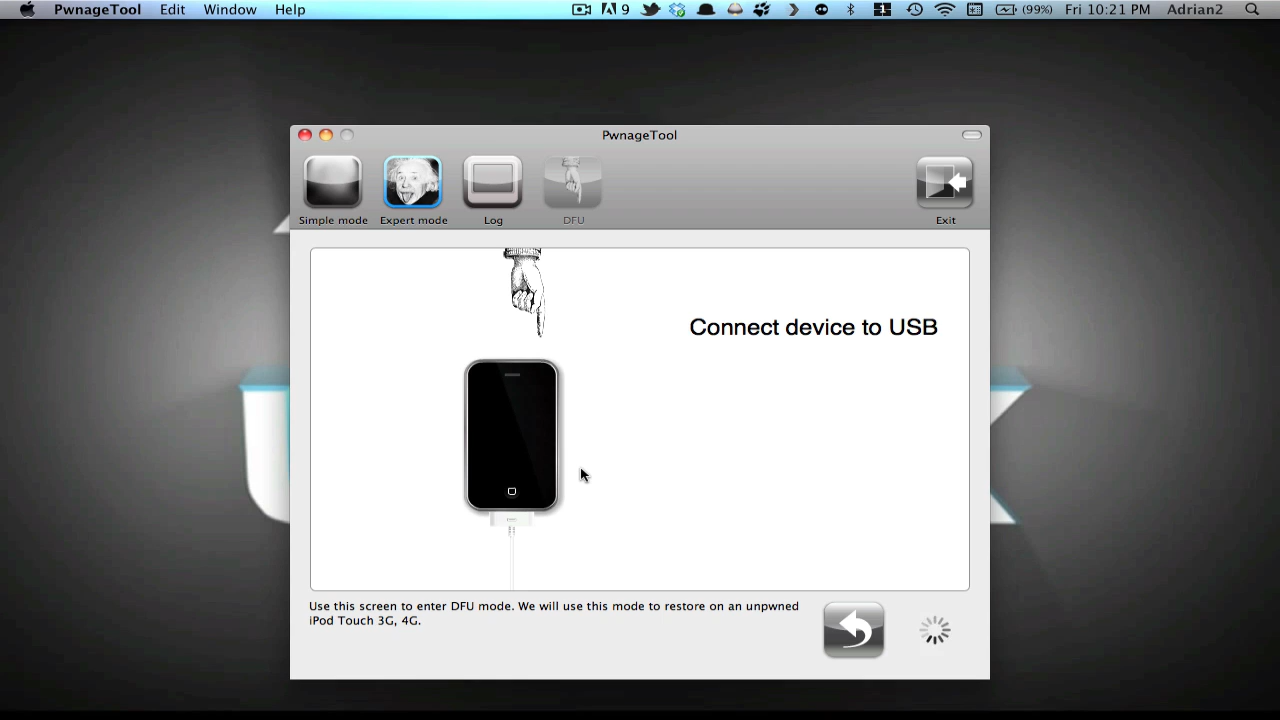 PwnageTool Edit Window Help 9 1 (99%) Fri 10:21 PM Adrian2
PwnageTool
Simple mode Expert mode Log DFU Exit
Connect device to USB
Use this screen to enter DFU mode. We will use this mode to restore on an unpwned
iPod Touch 3G, 4G.